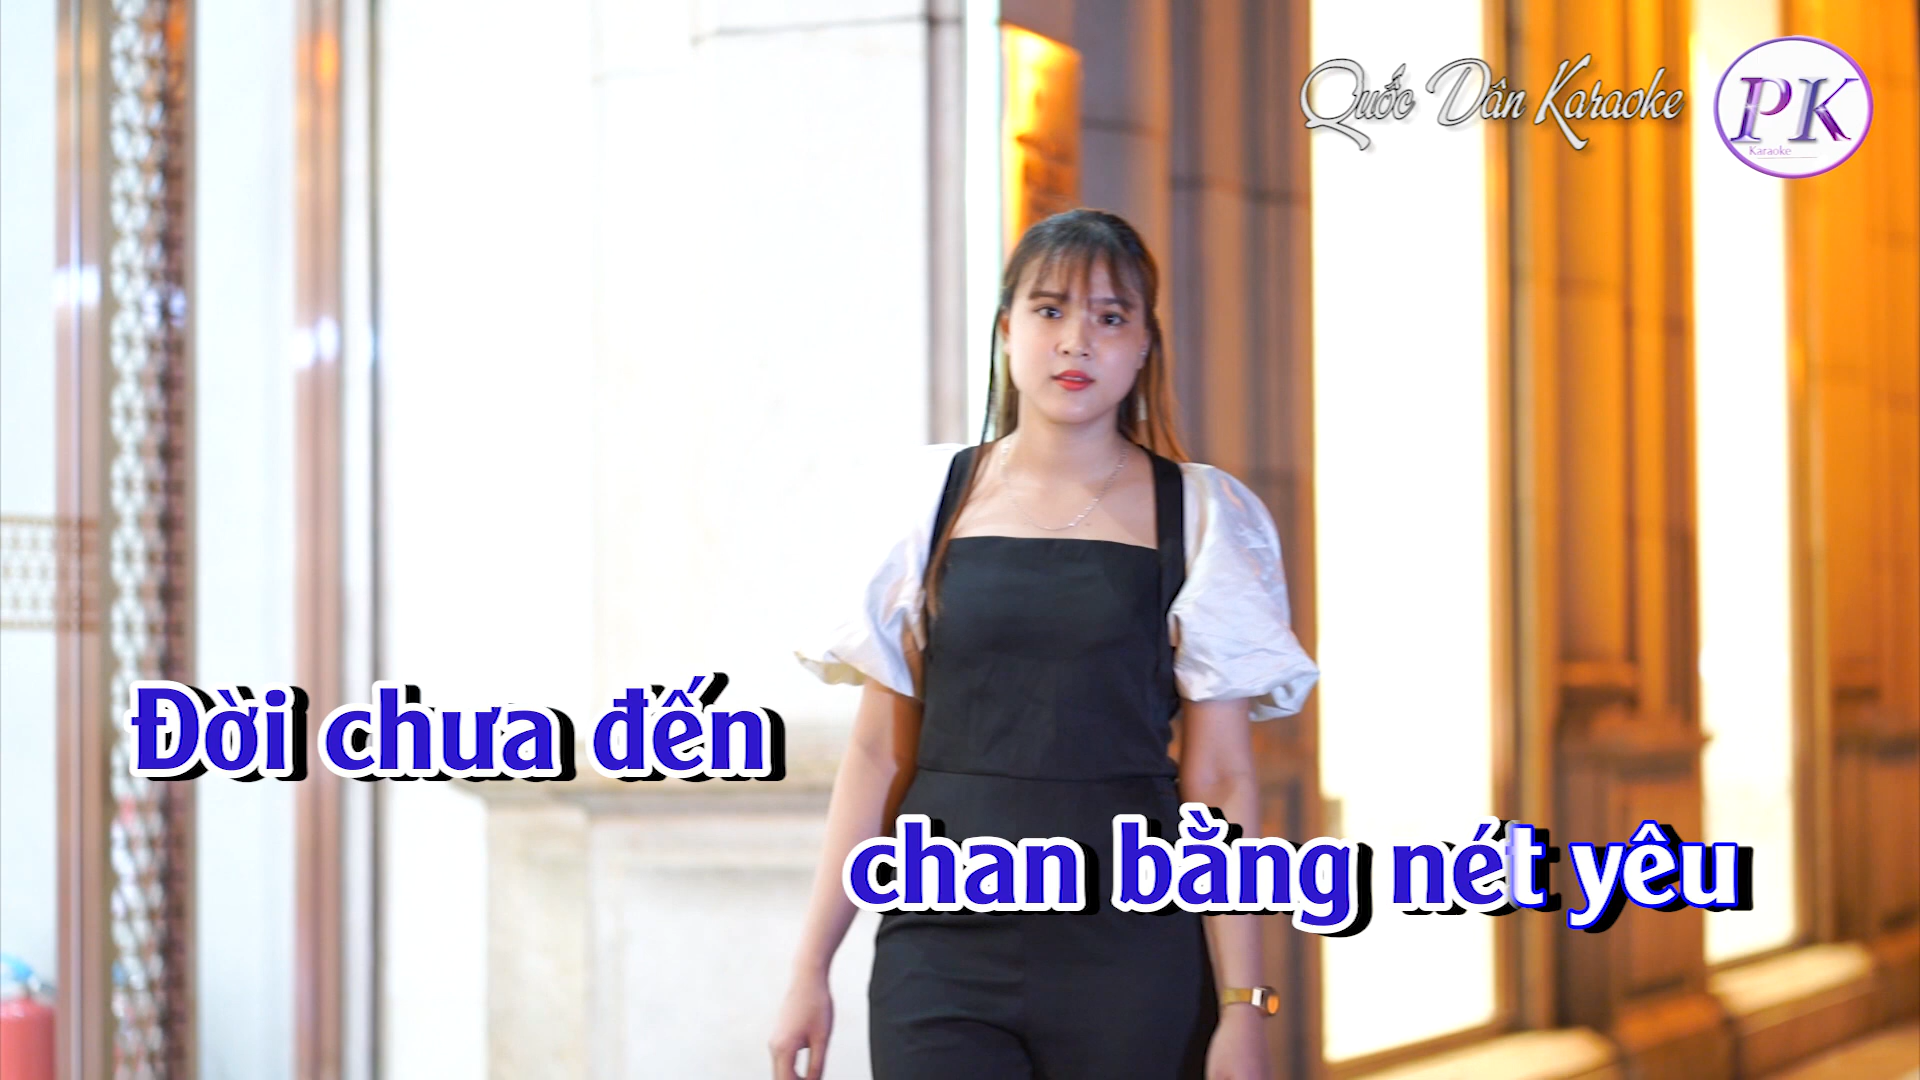 Quốc Dân Karaoke
PK
Karaoke
Đời chưa đến
chan bằng nét yêu